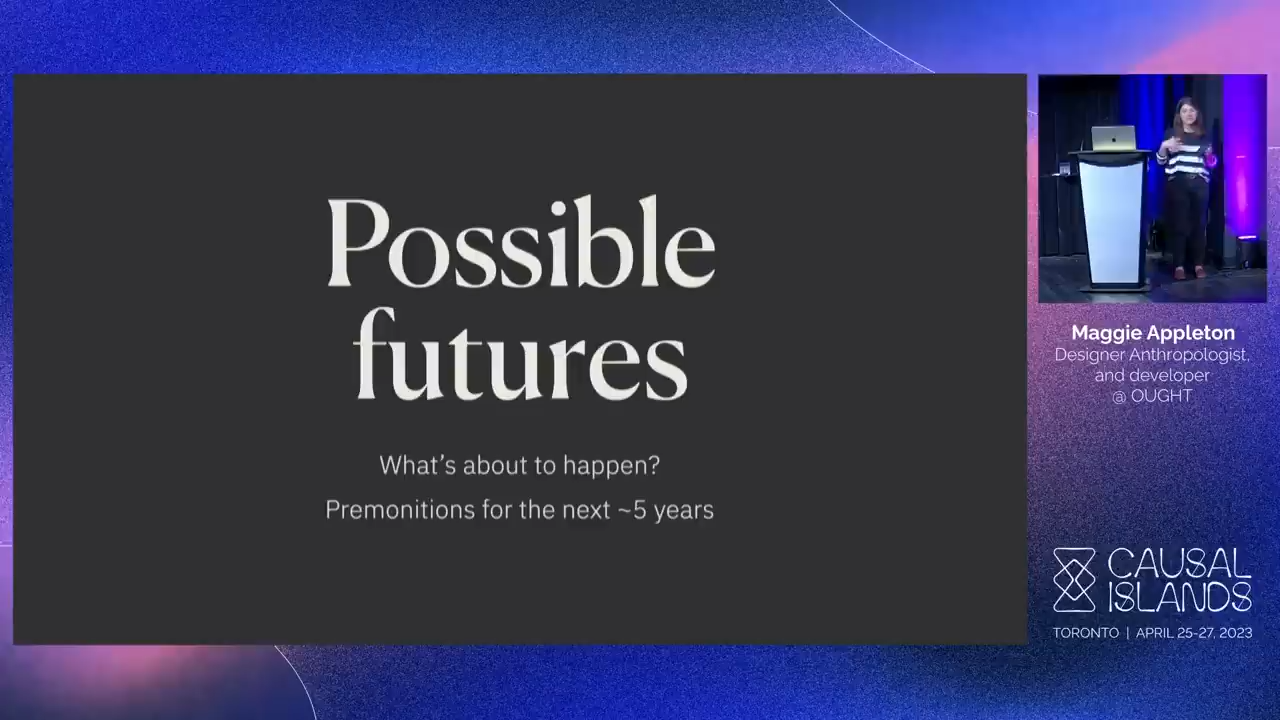 Possible
futures
What's about to happen?
Premonitions for the next ~5 years
Maggie Appleton
Designer Anthropologist,
and developer
@ OUGHT
CAUSAL
ISLANDS
TORONTO | APRIL 25-27, 2023